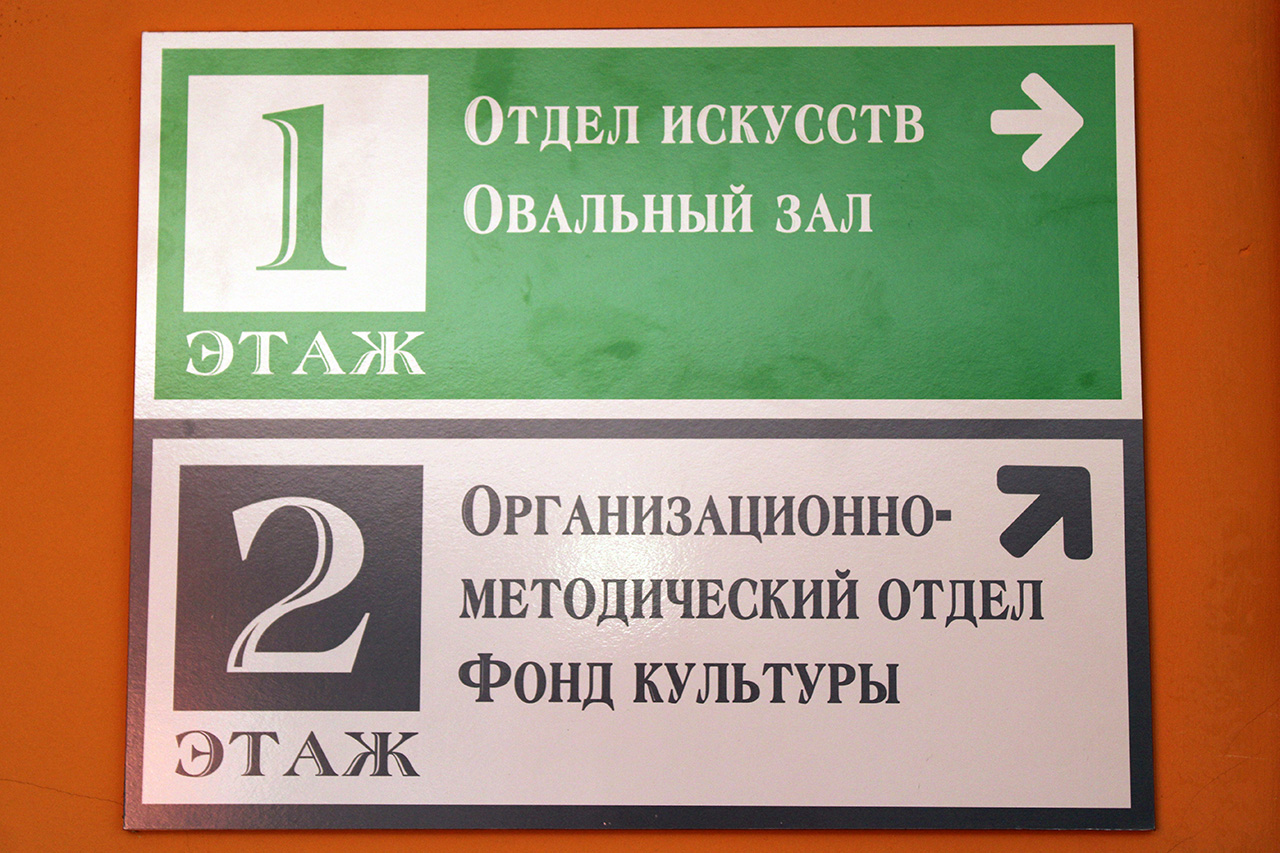 1
ЭТАЖ
Отдел искусств
Овальный зал
2
ЭТАЖ
Организационно-
методический отдел
Фонд культуры